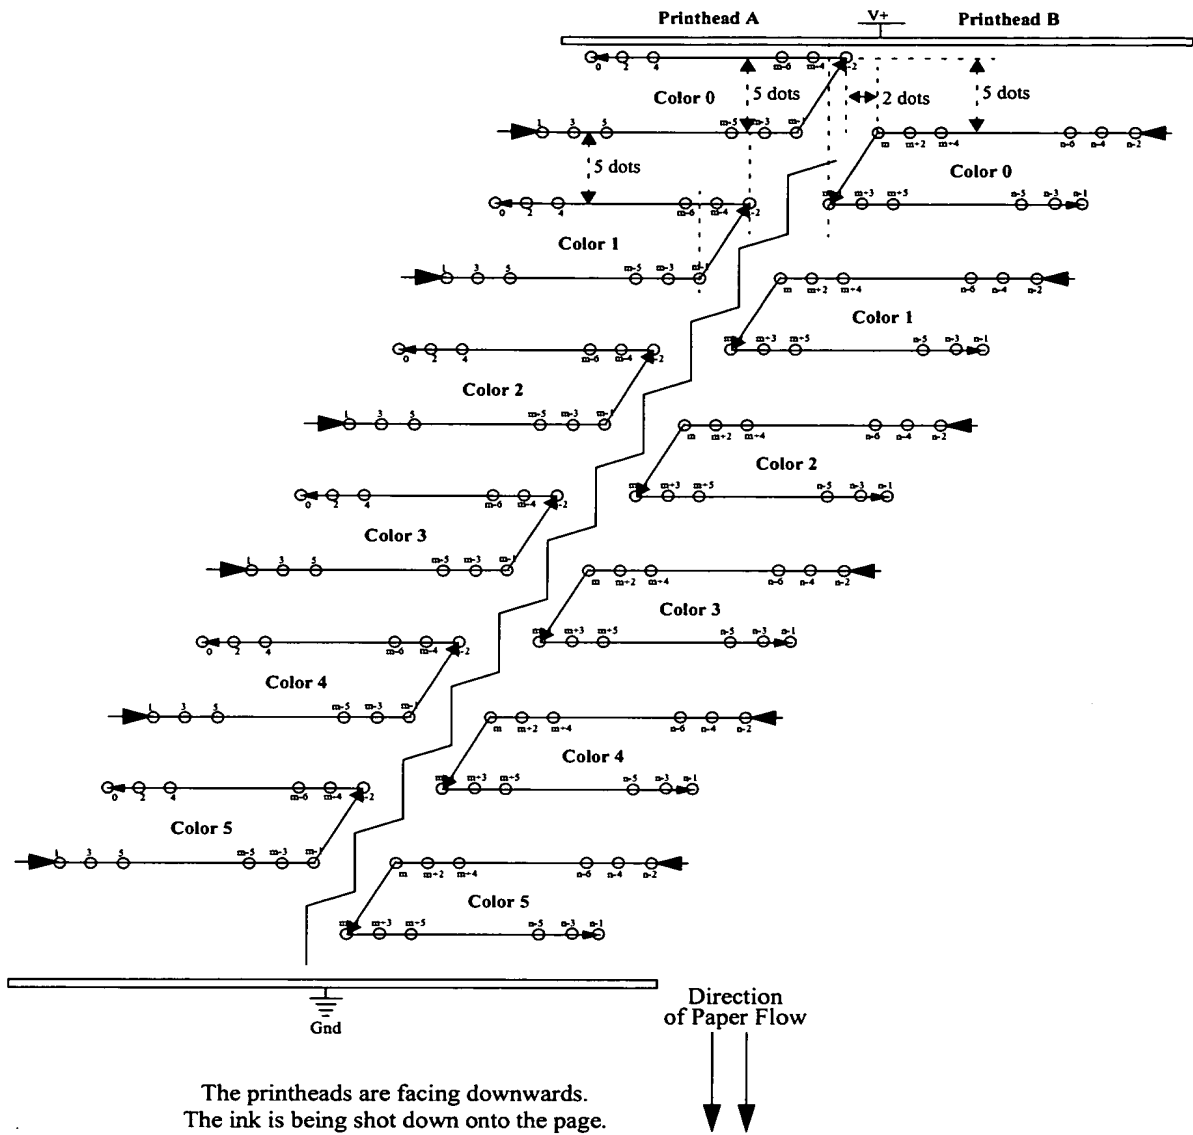 Printhead A V+ Printhead B
0 2 4 m-6 m-4 -2
Color 0 5 dots 2 dots 5 dots
1 3 5 m-5 m-3 m-1 m m+2 m+4 n-6 n-4 n-2
5 dots Color 0
0 2 4 m-6 m-4 -2 m+3 m+5 n-5 n-3 n-1
Color 1
1 3 5 m-5 m-3 m-1 m m+2 m+4 n-6 n-4 n-2
Color 1
0 2 4 m-6 m-4 -2 m+3 m+5 n-5 n-3 n-1
Color 2
1 3 5 m-5 m-3 m-1 m m+2 m+4 n-6 n-4 n-2
Color 2
0 2 4 m-6 m-4 -2 m+3 m+5 n-5 n-3 n-1
Color 3
1 3 5 m-5 m-3 m-1 m m+2 m+4 n-6 n-4 n-2
Color 3
0 2 4 m-6 m-4 -2 m+3 m+5 n-5 n-3 n-1
Color 4
1 3 5 m-5 m-3 m-1 m m+2 m+4 n-6 n-4 n-2
Color 4
0 2 4 m-6 m-4 -2 m+3 m+5 n-5 n-3 n-1
Color 5
1 3 5 m-5 m-3 m-1 m m+2 m+4 n-6 n-4 n-2
Color 5
m+3 m+5 n-5 n-3 n-1
Gnd
Direction
of Paper Flow
The printheads are facing downwards.
The ink is being shot down onto the page.